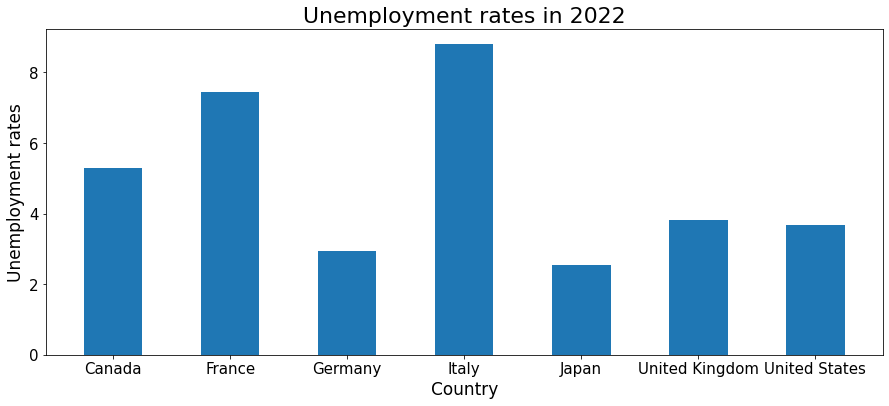 Unemployment rates in 2022
Unemployment rates
8
6
4
2
0
Canada France Germany Italy Japan United Kingdom United States
Country